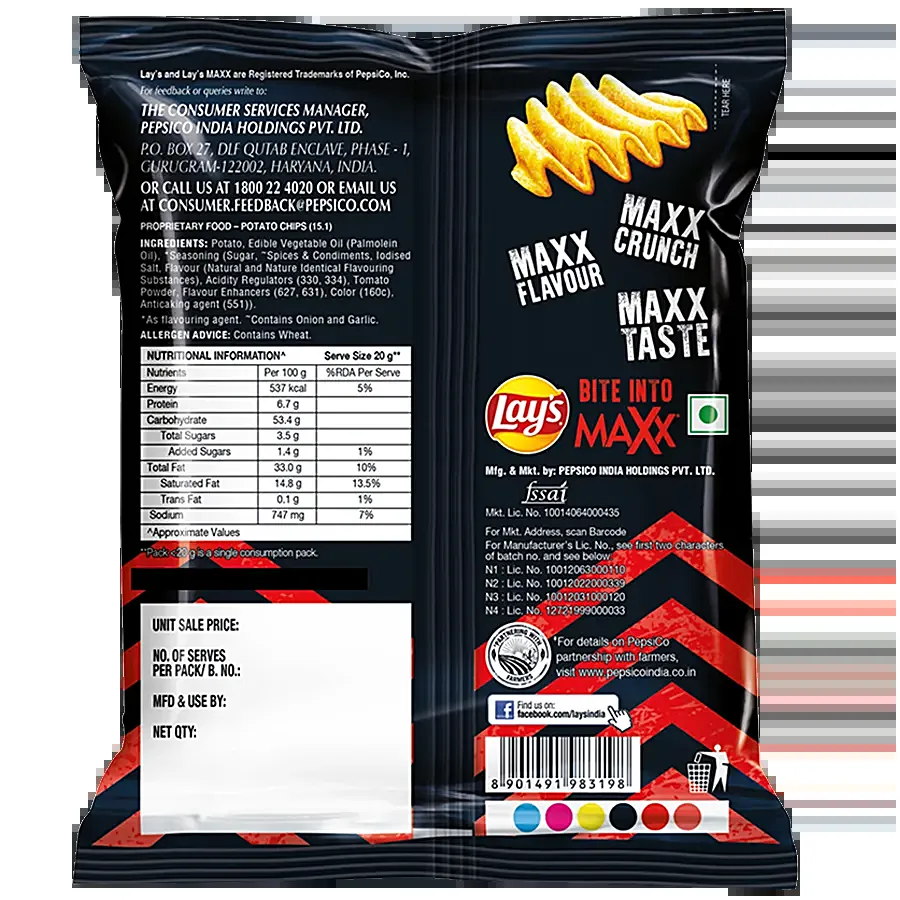 Lay's and Lay's MAXX are Registered Trademarks of PepsiCo, Inc.
For feedback or queries write to:
THE CONSUMER SERVICES MANAGER,
PEPSICO INDIA HOLDINGS PVT. LTD.
P.O. BOX 27, DLF QUTAB ENCLAVE, PHASE - 1,
GURUGRAM-122002, HARYANA, INDIA.
OR CALL US AT 1800 22 4020 OR EMAIL US
AT CONSUMER.FEEDBACK@PEPSICO.COM
PROPRIETARY FOOD – POTATO CHIPS (15.1)
INGREDIENTS: Potato, Edible Vegetable Oil (Palmolein
Oil), *Seasoning (Sugar, ~Spices & Condiments, Iodised
Salt, Flavour (Natural and Nature Identical Flavouring
Substances), Acidity Regulators (330, 334), Tomato
Powder, Flavour Enhancers (627, 631), Color (160c),
Anticaking agent (551)).
*As flavouring agent. ~Contains Onion and Garlic.
ALLERGEN ADVICE: Contains Wheat.
NUTRITIONAL INFORMATION^ Serve Size 20 g**
Nutrients Per 100 g %RDA Per Serve
Energy 537 kcal 5%
Protein 6.7 g
Carbohydrate 53.4 g
Total Sugars 3.5 g
Added Sugars 1.4 g 1%
Total Fat 33.0 g 10%
Saturated Fat 14.8 g 13.5%
Trans Fat 0.1 g 1%
Sodium 747 mg 7%
^Approximate Values
**Pack <20 g is a single consumption pack.
UNIT SALE PRICE:
NO. OF SERVES
PER PACK/ B. NO.:
MFD & USE BY:
NET QTY:
TEAR HERE
MAXX
CRUNCH
MAXX
FLAVOUR
MAXX
TASTE
Lay's
BITE INTO
MAXX
Mfg. & Mkt. by: PEPSICO INDIA HOLDINGS PVT. LTD.
fssai
Mkt. Lic. No. 10014064000435
For Mkt. Address, scan Barcode
For Manufacturer's Lic. No., see first two characters
of batch no. and see below
N1 : Lic. No. 10012063000110
N2 : Lic. No. 10012022000339
N3 : Lic. No. 10012031000120
N4 : Lic. No. 12721999000033
PARTNERING WITH
FARMERS
*For details on PepsiCo
partnership with farmers,
visit www.pepsicoindia.co.in
Find us on:
facebook.com/laysindia
8 901491 983198